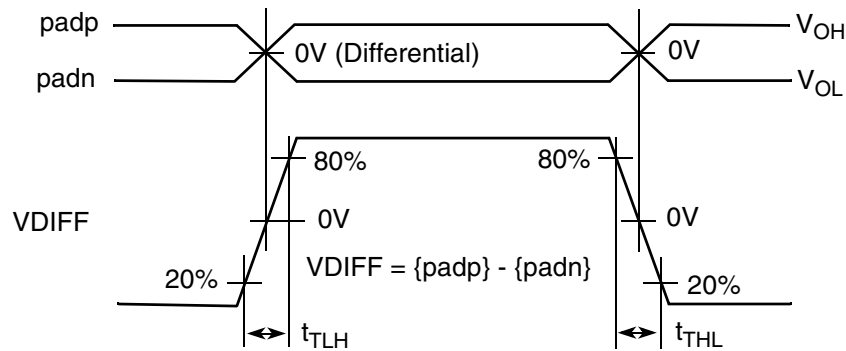 padp
0V (Differential)
0V
VOH
padn
VOL
80%
80%
VDIFF
0V
0V
VDIFF = {padp} - {padn}
20%
20%
tTLH
tTHL